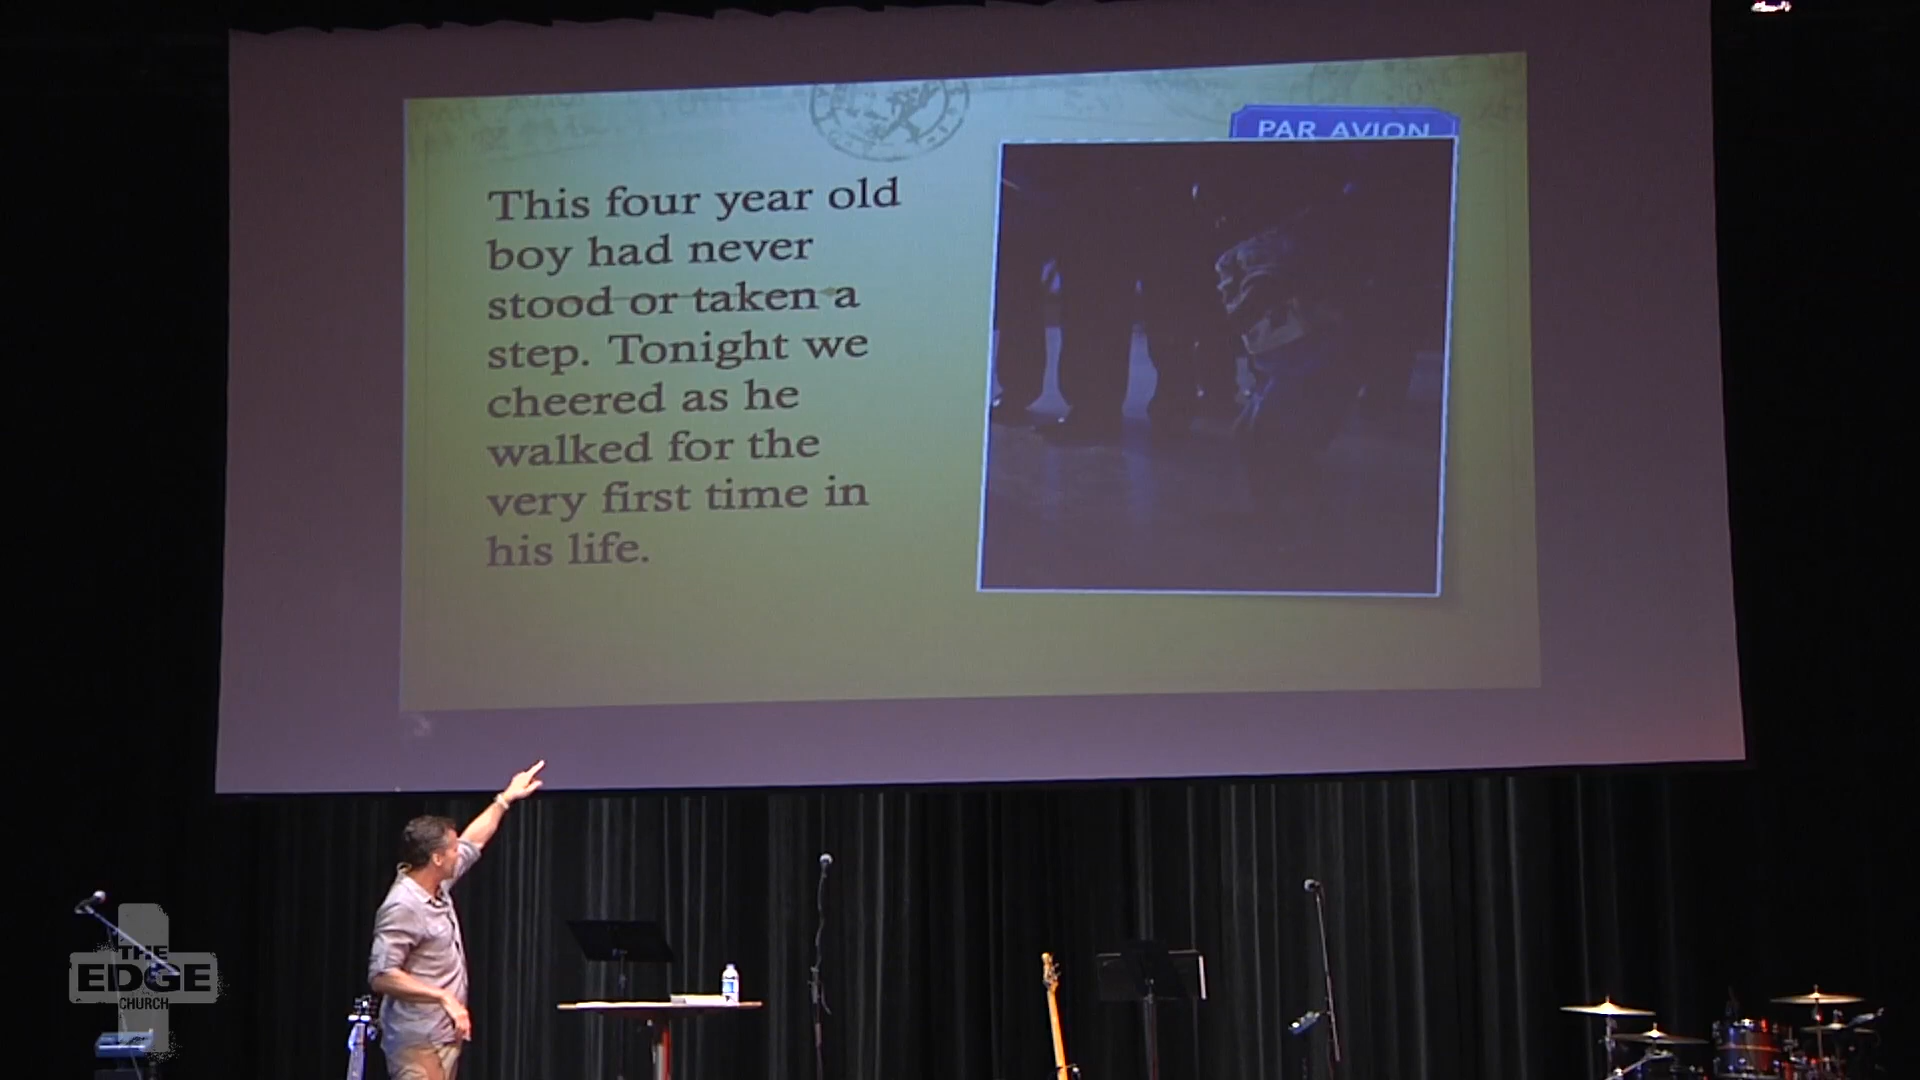 PAR AVION
This four year old
boy had never
stood or taken a
step. Tonight we
cheered as he
walked for the
very first time in
his life.
THE
EDGE
CHURCH